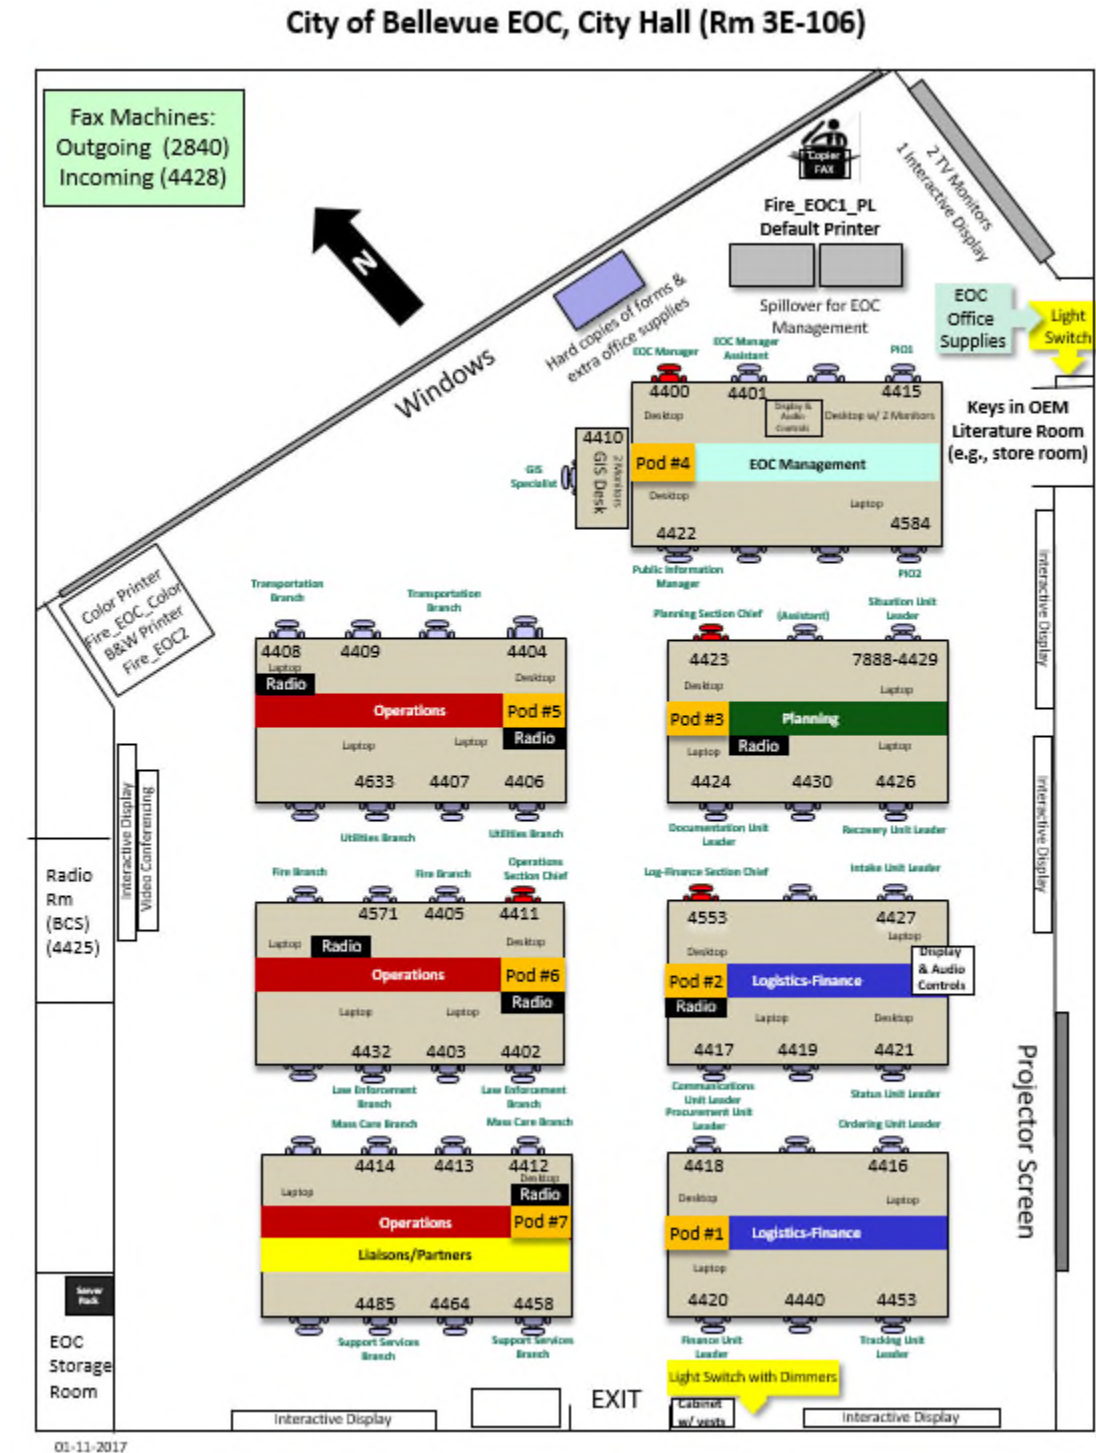 City of Bellevue EOC, City Hall (Rm 3E-106)
Fax Machines:
Outgoing (2840)
Incoming (4428)
N
Windows
Copier
FAX
Fire_EOC1_PL
Default Printer
2 TV Monitors
1 Interactive Display
Hard copies of forms &
extra office supplies
Spillover for EOC
Management
EOC
Office
Supplies
Light
Switch
Keys in OEM
Literature Room
(e.g., store room)
EOC Manager
EOC Manager
Assistant
PIO1
4400
4401
4415
Desktop
Display &
Audio
Controls
Desktop w/ 2 Monitors
4410
GIS Desk
2 Monitors
GIS
Specialist
Pod #4
EOC Management
Desktop
Laptop
4422
4584
Public Information
Manager
PIO2
Color Printer
Fire_EOC_Color
B&W Printer
Fire_EOC2
Transportation
Branch
Transportation
Branch
4408
4409
4404
Laptop
Desktop
Radio
Operations
Pod #5
Radio
Laptop
Laptop
4633
4407
4406
Utilities Branch
Utilities Branch
Planning Section Chief
(Assistant)
Situation Unit
Leader
4423
7888-4429
Desktop
Laptop
Pod #3
Planning
Laptop
Radio
Laptop
4424
4430
4426
Documentation Unit
Leader
Recovery Unit Leader
Interactive Display
Interactive Display
Interactive Display
Video Conferencing
Radio
Rm
(BCS)
(4425)
Fire Branch
Fire Branch
Operations
Section Chief
4571
4405
4411
Laptop
Radio
Desktop
Operations
Pod #6
Radio
Laptop
Laptop
4432
4403
4402
Law Enforcement
Branch
Law Enforcement
Branch
Log-Finance Section Chief
Intake Unit Leader
4553
4427
Laptop
Desktop
Display
& Audio
Controls
Pod #2
Logistics-Finance
Radio
Laptop
Desktop
4417
4419
4421
Communications
Unit Leader
Status Unit Leader
Projector Screen
Mass Care Branch
Mass Care Branch
4414
4413
4412
Desktop
Laptop
Radio
Operations
Pod #7
Liaisons/Partners
4485
4464
4458
Support Services
Branch
Support Services
Branch
Procurement Unit
Leader
Ordering Unit Leader
4418
4416
Desktop
Laptop
Pod #1
Logistics-Finance
Laptop
4420
4440
4453
Finance Unit
Leader
Tracking Unit
Leader
Server
Rack
EOC
Storage
Room
Light Switch with Dimmers
EXIT
Cabinet
w/ vests
Interactive Display
Interactive Display
01-11-2017